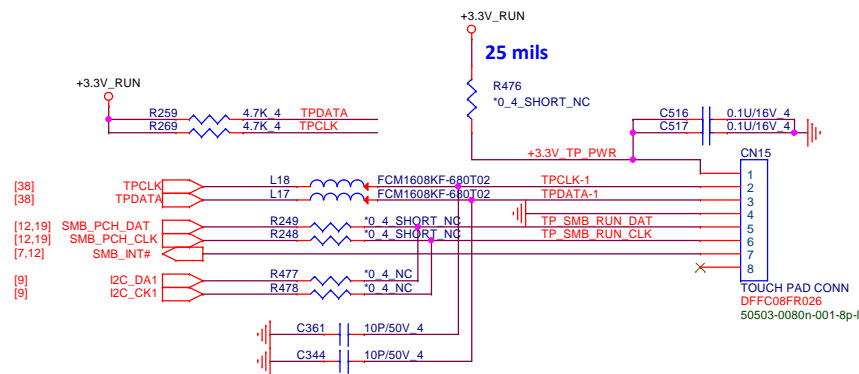 +3.3V_RUN
25 mils
R476
*0_4_SHORT_NC
+3.3V_RUN
R259 4.7K_4 TPDATA
R269 4.7K_4 TPCLK
C516 0.1U/16V_4
C517 0.1U/16V_4
+3.3V_TP_PWR
CN15
1
[38] TPCLK L18 FCM1608KF-680T02 TPCLK-1 2
[38] TPDATA L17 FCM1608KF-680T02 TPDATA-1 3
4
[12,19] SMB_PCH_DAT R249 *0_4_SHORT_NC TP_SMB_RUN_DAT 5
[12,19] SMB_PCH_CLK R248 *0_4_SHORT_NC TP_SMB_RUN_CLK 6
[7,12] SMB_INT# 7
8
[9] I2C_DA1 R477 *0_4_NC
[9] I2C_CK1 R478 *0_4_NC
TOUCH PAD CONN
DFFC08FR026
50503-0080n-001-8p-l
C361 10P/50V_4
C344 10P/50V_4